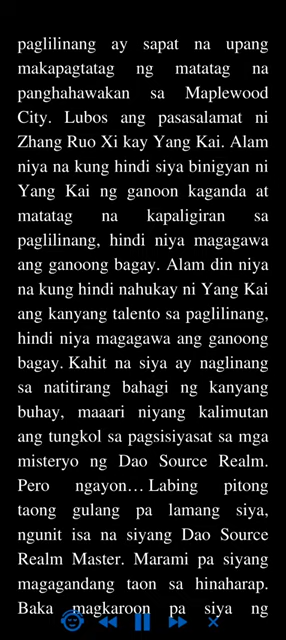 paglilinang ay sapat na upang
makapagtatag ng matatag na
panghahawakan sa Maplewood
City. Lubos ang pasasalamat ni
Zhang Ruo Xi kay Yang Kai. Alam
niya na kung hindi siya binigyan ni
Yang Kai ng ganoon kaganda at
matatag na kapaligiran sa
paglilinang, hindi niya magagawa
ang ganoong bagay. Alam din niya
na kung hindi nahukay ni Yang Kai
ang kanyang talento sa paglilinang,
hindi niya magagawa ang ganoong
bagay. Kahit na siya ay naglinang
sa natitirang bahagi ng kanyang
buhay, maaari niyang kalimutan
ang tungkol sa pagsisiyasat sa mga
misteryo ng Dao Source Realm.
Pero ngayon… Labing pitong
taong gulang pa lamang siya,
ngunit isa na siyang Dao Source
Realm Master. Marami pa siyang
magagandang taon sa hinaharap.
Baka magkaroon pa siya ng